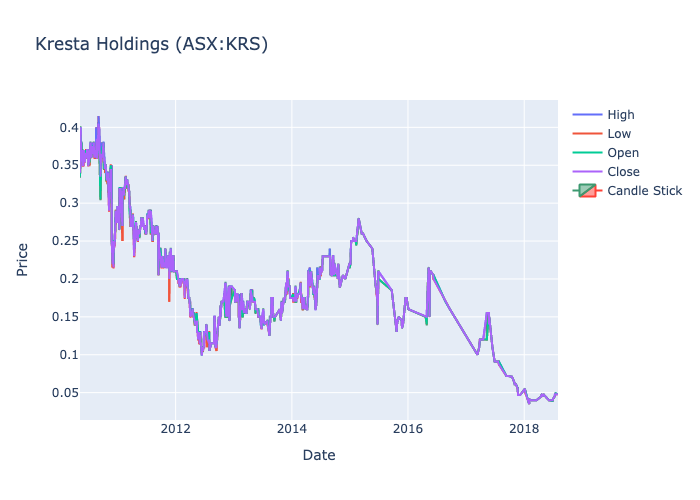 Kresta Holdings (ASX:KRS)
High
Low
Open
Close
Candle Stick
0.4
0.35
0.3
0.25
0.2
0.15
0.1
0.05
Price
2012
2014
2016
2018
Date